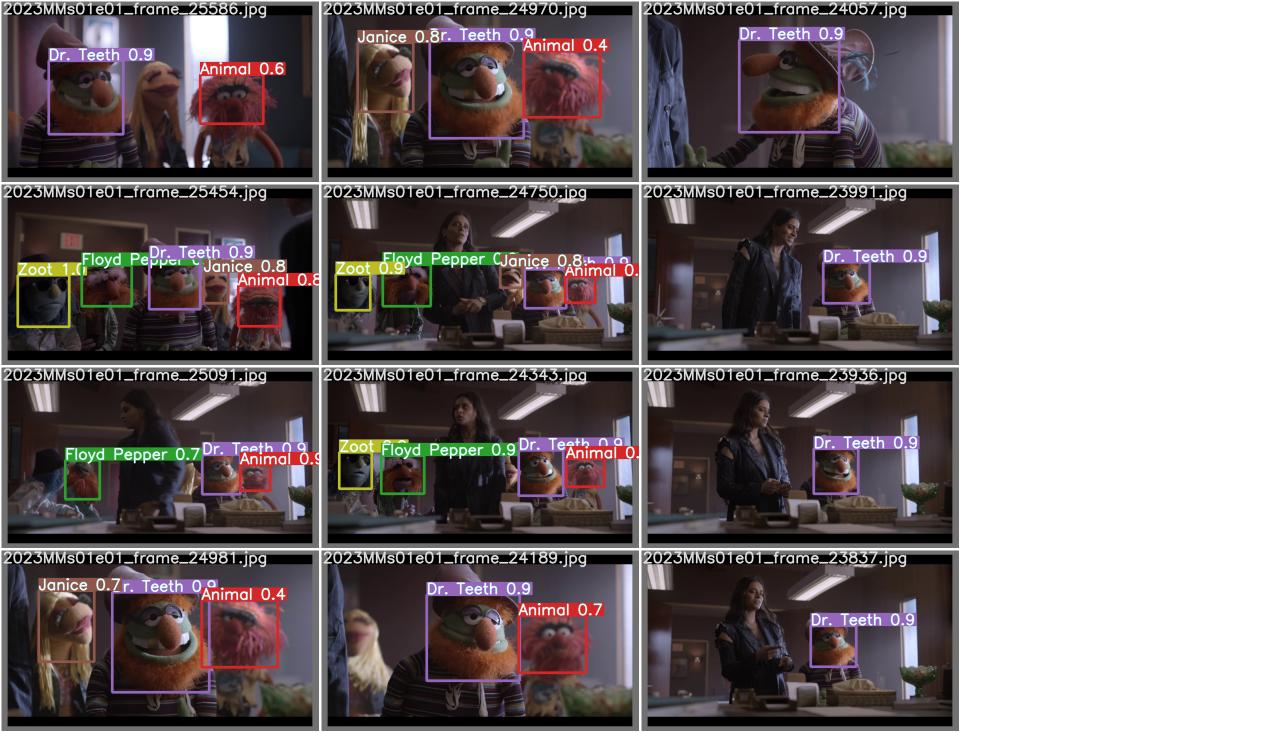 2023MMs01e01_frame_25586.jpg
Dr. Teeth 0.9
Animal 0.6
2023MMs01e01_frame_24970.jpg
Janice 0.8
r. Teeth 0.9
Animal 0.4
2023MMs01e01_frame_24057.jpg
Dr. Teeth 0.9
2023MMs01e01_frame_25454.jpg
Zoot 1.0
Floyd Pepper
Dr. Teeth 0.9
Janice 0.8
Animal 0.8
2023MMs01e01_frame_24750.jpg
Zoot 0.9
Floyd Pepper
Janice 0.8
Animal 0.
2023MMs01e01_frame_23991.jpg
Dr. Teeth 0.9
2023MMs01e01_frame_25091.jpg
Floyd Pepper 0.7
Dr. Teeth 0.9
Animal 0.9
2023MMs01e01_frame_24343.jpg
Zoot
Floyd Pepper 0.9
Dr. Teeth 0.9
Animal 0.
2023MMs01e01_frame_23936.jpg
Dr. Teeth 0.9
2023MMs01e01_frame_24981.jpg
Janice 0.7
r. Teeth 0.9
Animal 0.4
2023MMs01e01_frame_24189.jpg
Dr. Teeth 0.9
Animal 0.7
2023MMs01e01_frame_23837.jpg
Dr. Teeth 0.9